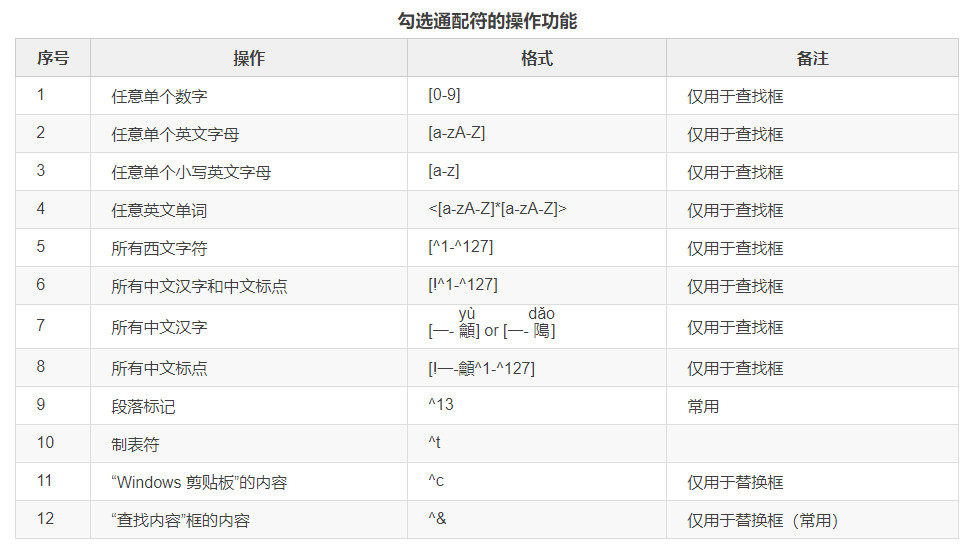 勾选通配符的操作功能
序号 操作 格式 备注
1 任意单个数字 [0-9] 仅用于查找框
2 任意单个英文字母 [a-zA-Z] 仅用于查找框
3 任意单个小写英文字母 [a-z] 仅用于查找框
4 任意英文单词 <[a-zA-Z]*[a-zA-Z]> 仅用于查找框
5 所有西文字符 [^1-^127] 仅用于查找框
6 所有中文汉字和中文标点 [!^1-^127] 仅用于查找框
yù dǎo
7 所有中文汉字 [一- 龥] or [一- 隝] 仅用于查找框
8 所有中文标点 [!一-龥^1-^127] 仅用于查找框
9 段落标记 ^13 常用
10 制表符 ^t
11 “Windows 剪贴板”的内容 ^c 仅用于替换框
12 “查找内容”框的内容 ^& 仅用于替换框（常用）